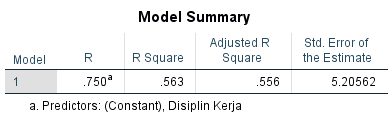 Model Summary
Model R R Square Adjusted R Square Std. Error of the Estimate
1 .750a .563 .556 5.20562
a. Predictors: (Constant), Disiplin Kerja